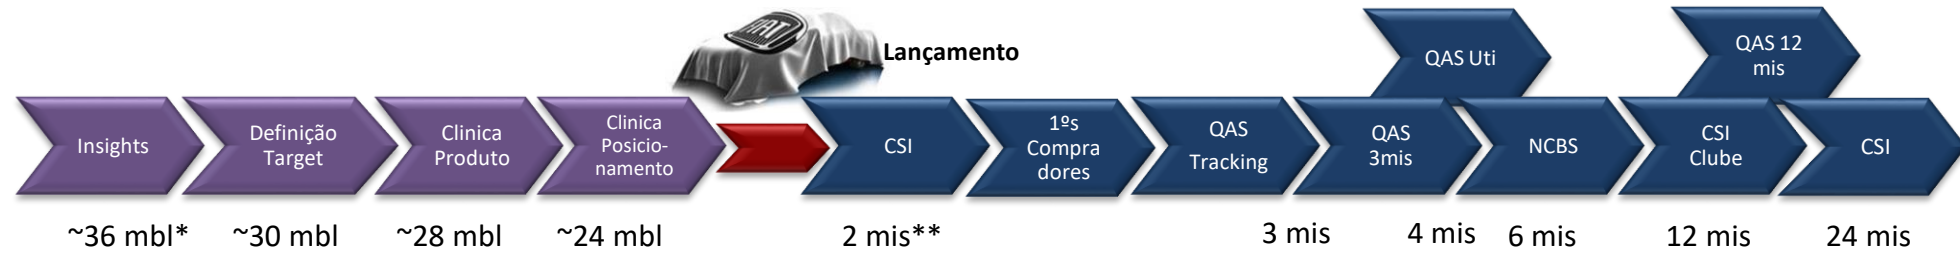 FIAT
Lançamento
QAS Uti
QAS 12
mis
Insights
Definição
Target
Clinica
Produto
Clinica
Posicio-
namento
CSI
1ºs
Compra
dores
QAS
Tracking
QAS
3mis
NCBS
CSI
Clube
CSI
~36 mbl*
~30 mbl
~28 mbl
~24 mbl
2 mis**
3 mis
4 mis
6 mis
12 mis
24 mis